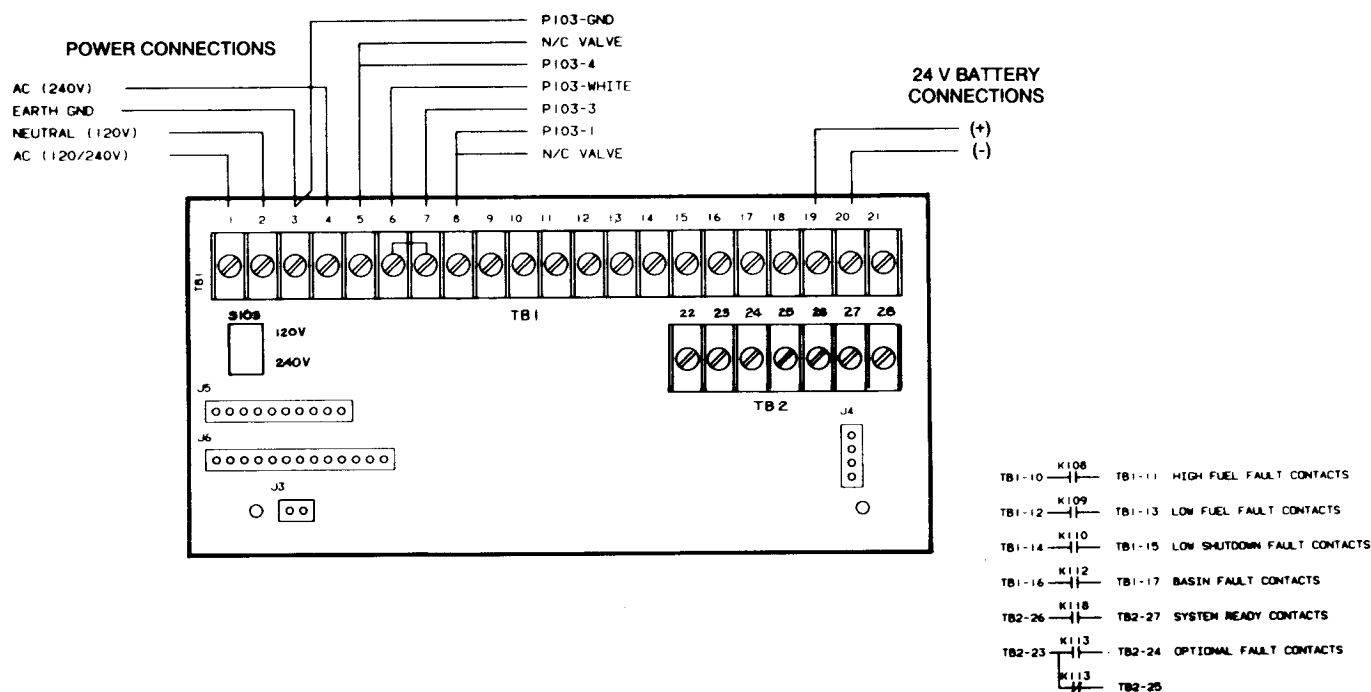 P103-GND
POWER CONNECTIONS
N/C VALVE
P103-4
24 V BATTERY
CONNECTIONS
AC (240V)
P103-WHITE
EARTH GND
P103-3
NEUTRAL (120V)
P103-1
(+)
AC (120/240V)
N/C VALVE
(-)
1 2 3 4 5 6 7 8 9 10 11 12 13 14 15 16 17 18 19 20 21
TB1
S103
TB1
22 23 24 25 26 27 28
120V
240V
J5
TB2
J4
J6
J3
TB1-10 K108 TB1-11 HIGH FUEL FAULT CONTACTS
TB1-12 K109 TB1-13 LOW FUEL FAULT CONTACTS
TB1-14 K110 TB1-15 LOW SHUTDOWN FAULT CONTACTS
TB1-16 K112 TB1-17 BASIN FAULT CONTACTS
TB2-26 K118 TB2-27 SYSTEM READY CONTACTS
TB2-23 K113 TB2-24 OPTIONAL FAULT CONTACTS
K113 TB2-25